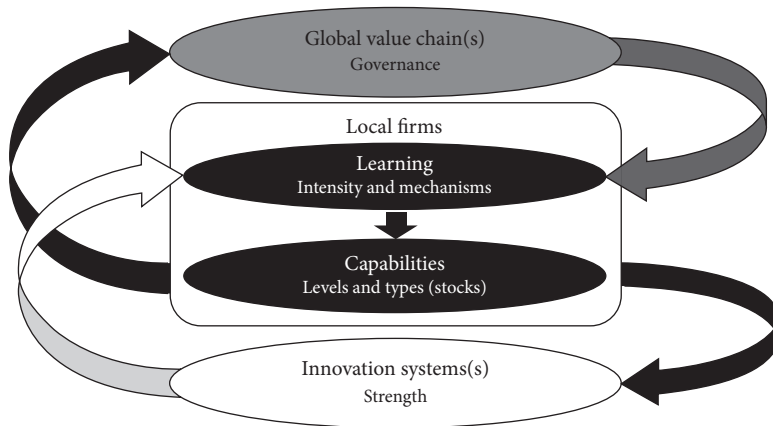 Global value chain(s)
Governance
Local firms
Learning
Intensity and mechanisms
Capabilities
Levels and types (stocks)
Innovation systems(s)
Strength